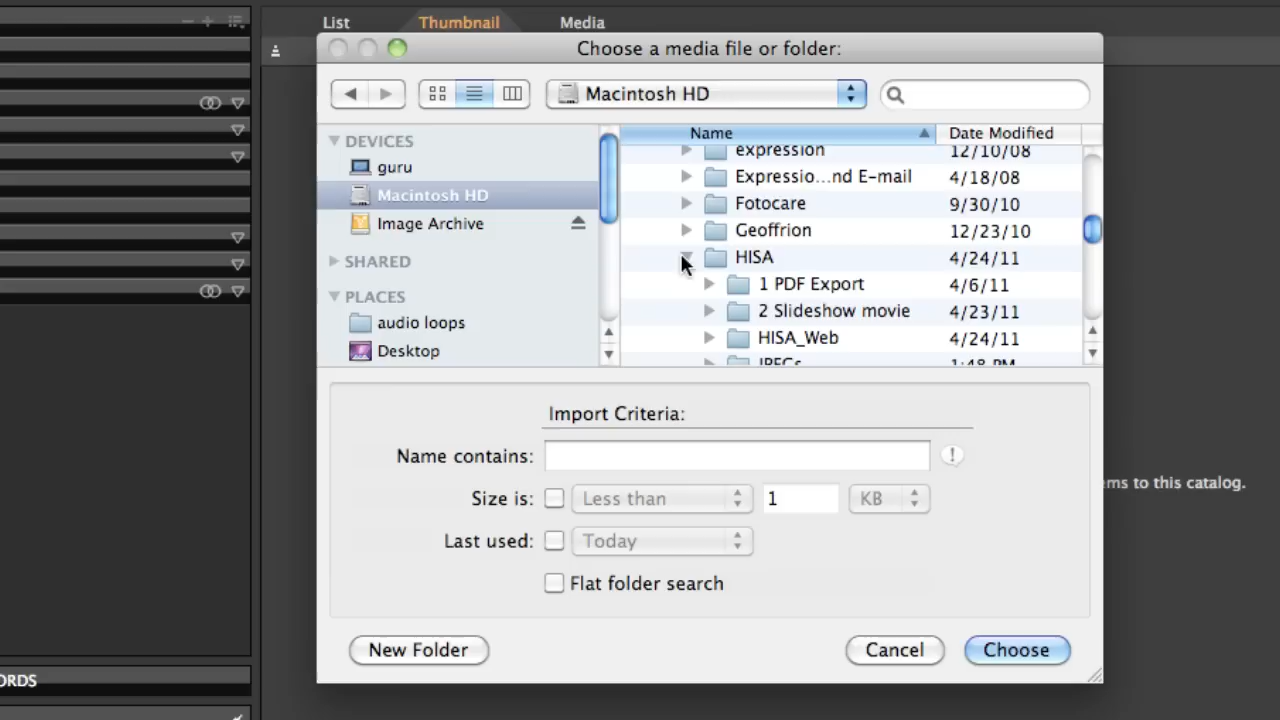 List Thumbnail Media
Choose a media file or folder:
Macintosh HD
DEVICES
guru
Macintosh HD
Image Archive
SHARED
PLACES
audio loops
Desktop
Name Date Modified
expression 12/10/08
Expressio...nd E-mail 4/18/08
Fotocare 9/30/10
Geoffrion 12/23/10
HISA 4/24/11
1 PDF Export 4/6/11
2 Slideshow movie 4/23/11
HISA_Web 4/24/11
JPEGs 1:48 PM
Import Criteria:
Name contains: !
Size is: Less than 1 KB
Last used: Today
Flat folder search
New Folder Cancel Choose
ems to this catalog.
ORDS